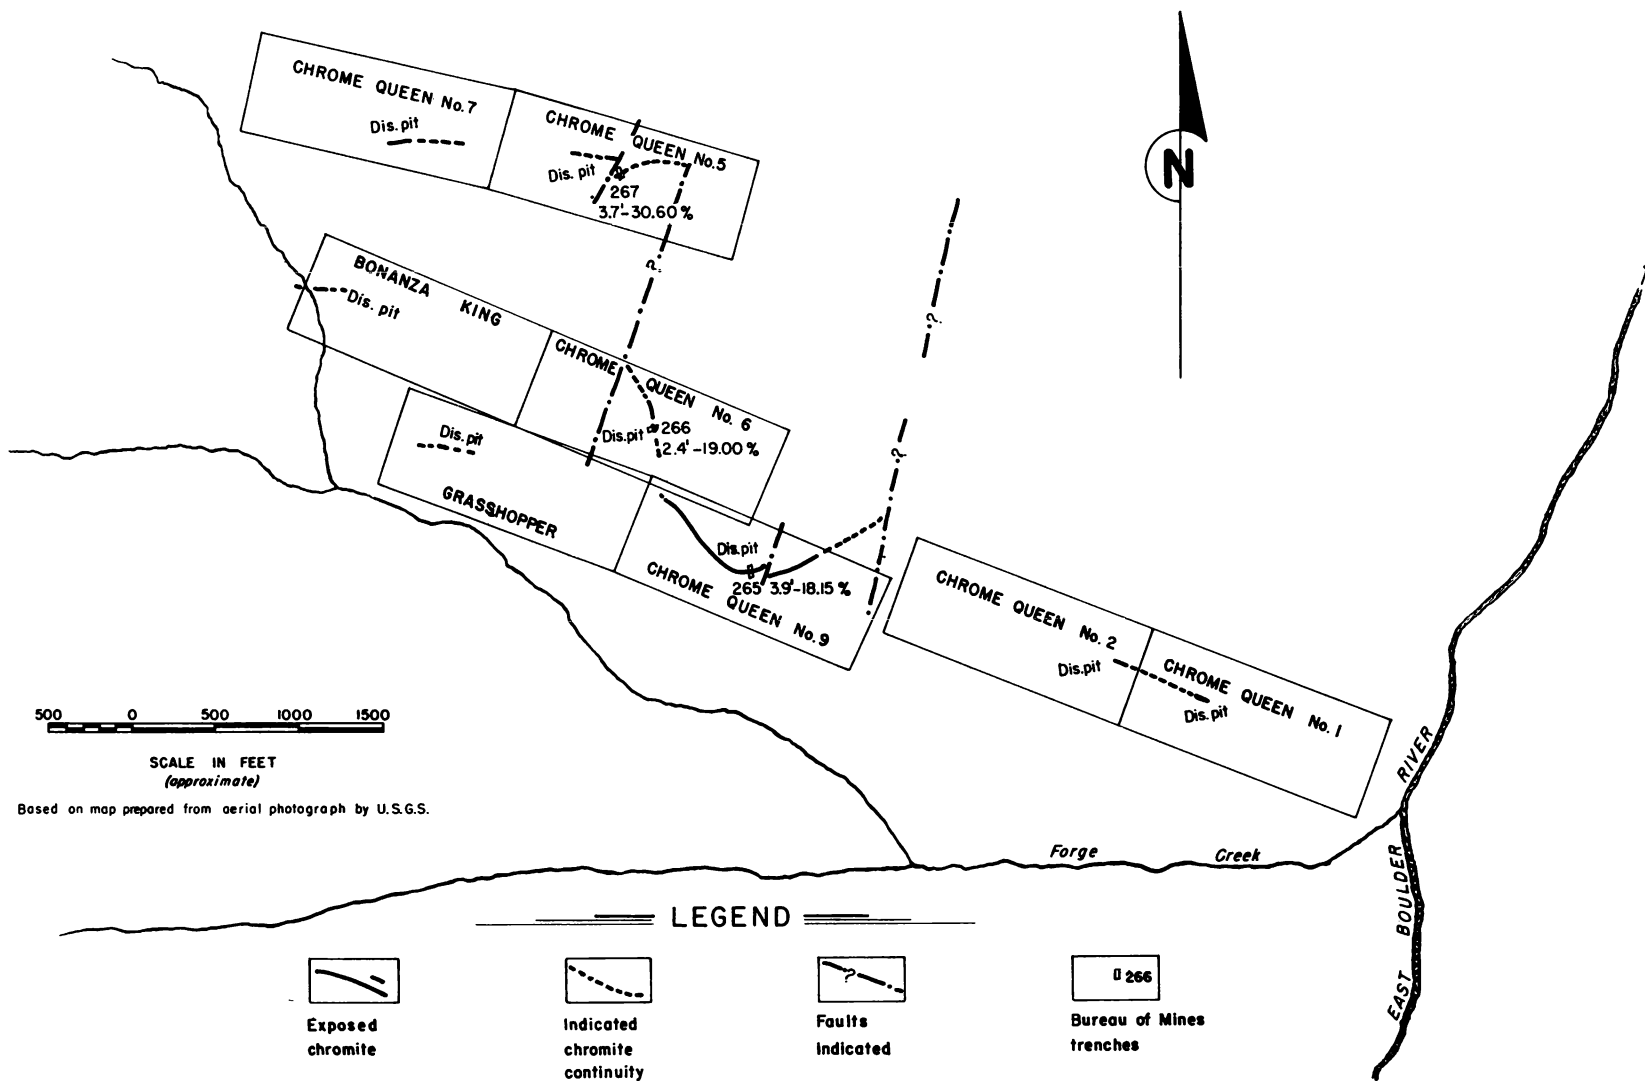 CHROME QUEEN No. 7
Dis. pit
CHROME QUEEN No. 5
Dis. pit
267
3.7'-30.60 %
N
?
BONANZA KING
Dis. pit
?
CHROME QUEEN No. 6
Dis. pit
266
2.4'-19.00 %
Dis. pit
GRASSHOPPER
?
Dis. pit
265 3.9'-18.15 %
CHROME QUEEN No. 9
CHROME QUEEN No. 2
Dis. pit
CHROME QUEEN No. 1
Dis. pit
500 0 500 1000 1500
SCALE IN FEET
(approximate)
Based on map prepared from aerial photograph by U.S.G.S.
Forge Creek
EAST BOULDER RIVER
LEGEND
Exposed
chromite
Indicated
chromite
continuity
?
Faults
Indicated
266
Bureau of Mines
trenches